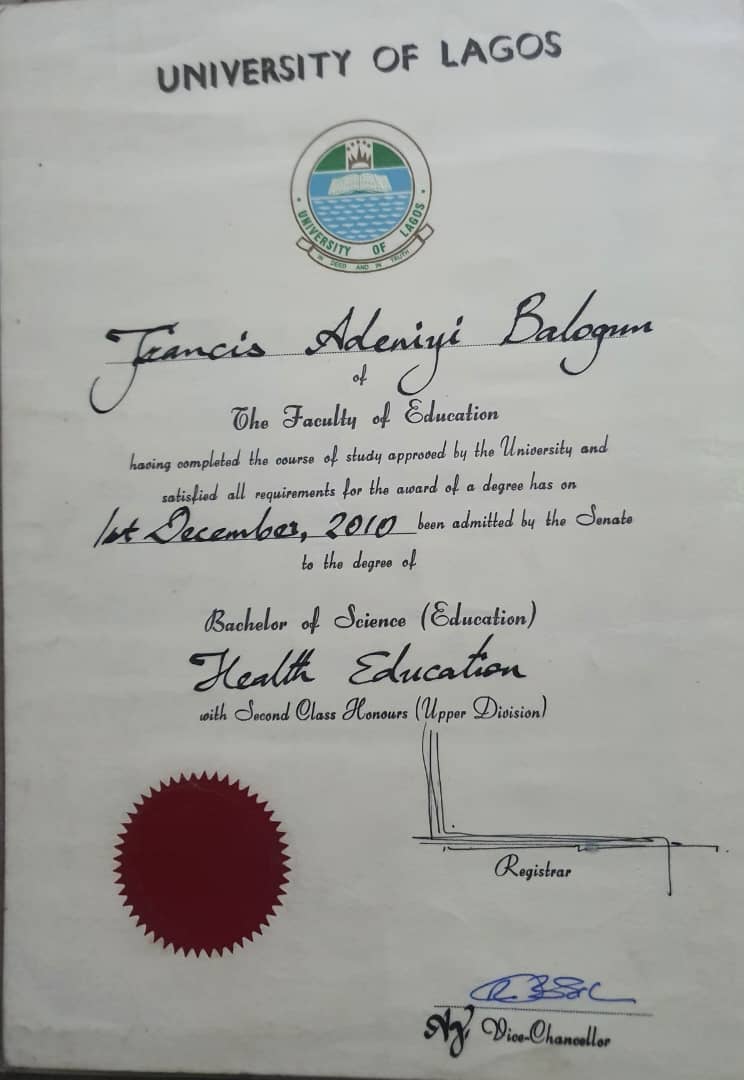 UNIVERSITY OF LAGOS
UNIVERSITY OF LAGOS
IN DEED AND IN TRUTH
Francis Adeniyi Balogun
of
The Faculty of Education
having completed the course of study approved by the University and
satisfied all requirements for the award of a degree has on
1st December, 2010 been admitted by the Senate
to the degree of
Bachelor of Science (Education)
Health Education
with Second Class Honours (Upper Division)
Registrar
Ag. Vice-Chancellor